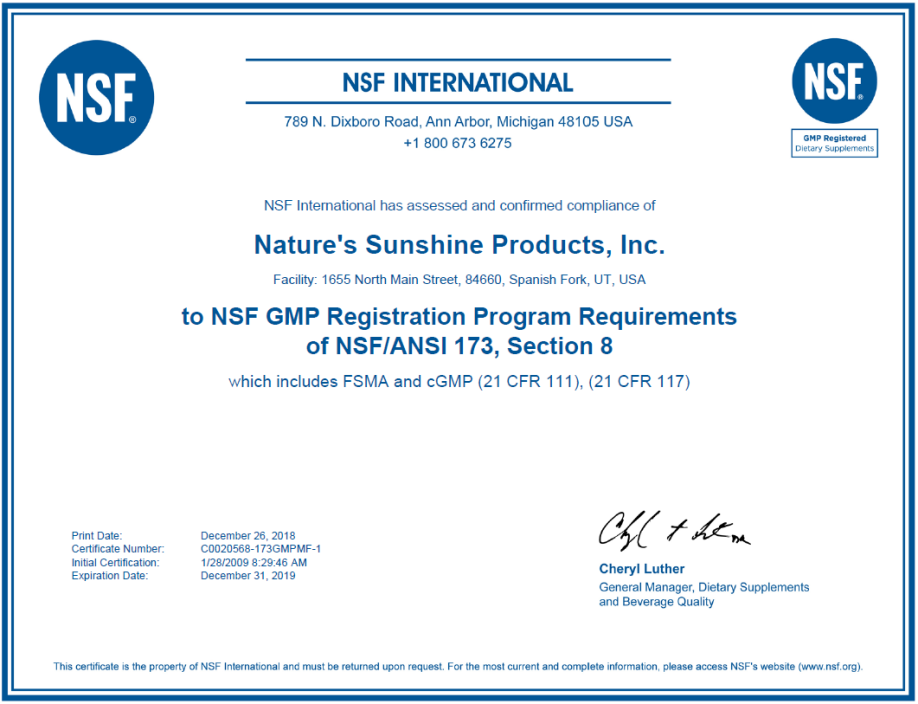 NSF®
NSF INTERNATIONAL
789 N. Dixboro Road, Ann Arbor, Michigan 48105 USA
+1 800 673 6275
NSF®
GMP Registered
Dietary Supplements
NSF International has assessed and confirmed compliance of
Nature's Sunshine Products, Inc.
Facility: 1655 North Main Street, 84660, Spanish Fork, UT, USA
to NSF GMP Registration Program Requirements
of NSF/ANSI 173, Section 8
which includes FSMA and cGMP (21 CFR 111), (21 CFR 117)
Print Date: December 26, 2018
Certificate Number: C0020568-173GMPMF-1
Initial Certification: 1/28/2009 8:29:46 AM
Expiration Date: December 31, 2019
Cheryl Luther
General Manager, Dietary Supplements
and Beverage Quality
This certificate is the property of NSF International and must be returned upon request. For the most current and complete information, please access NSF's website (www.nsf.org).